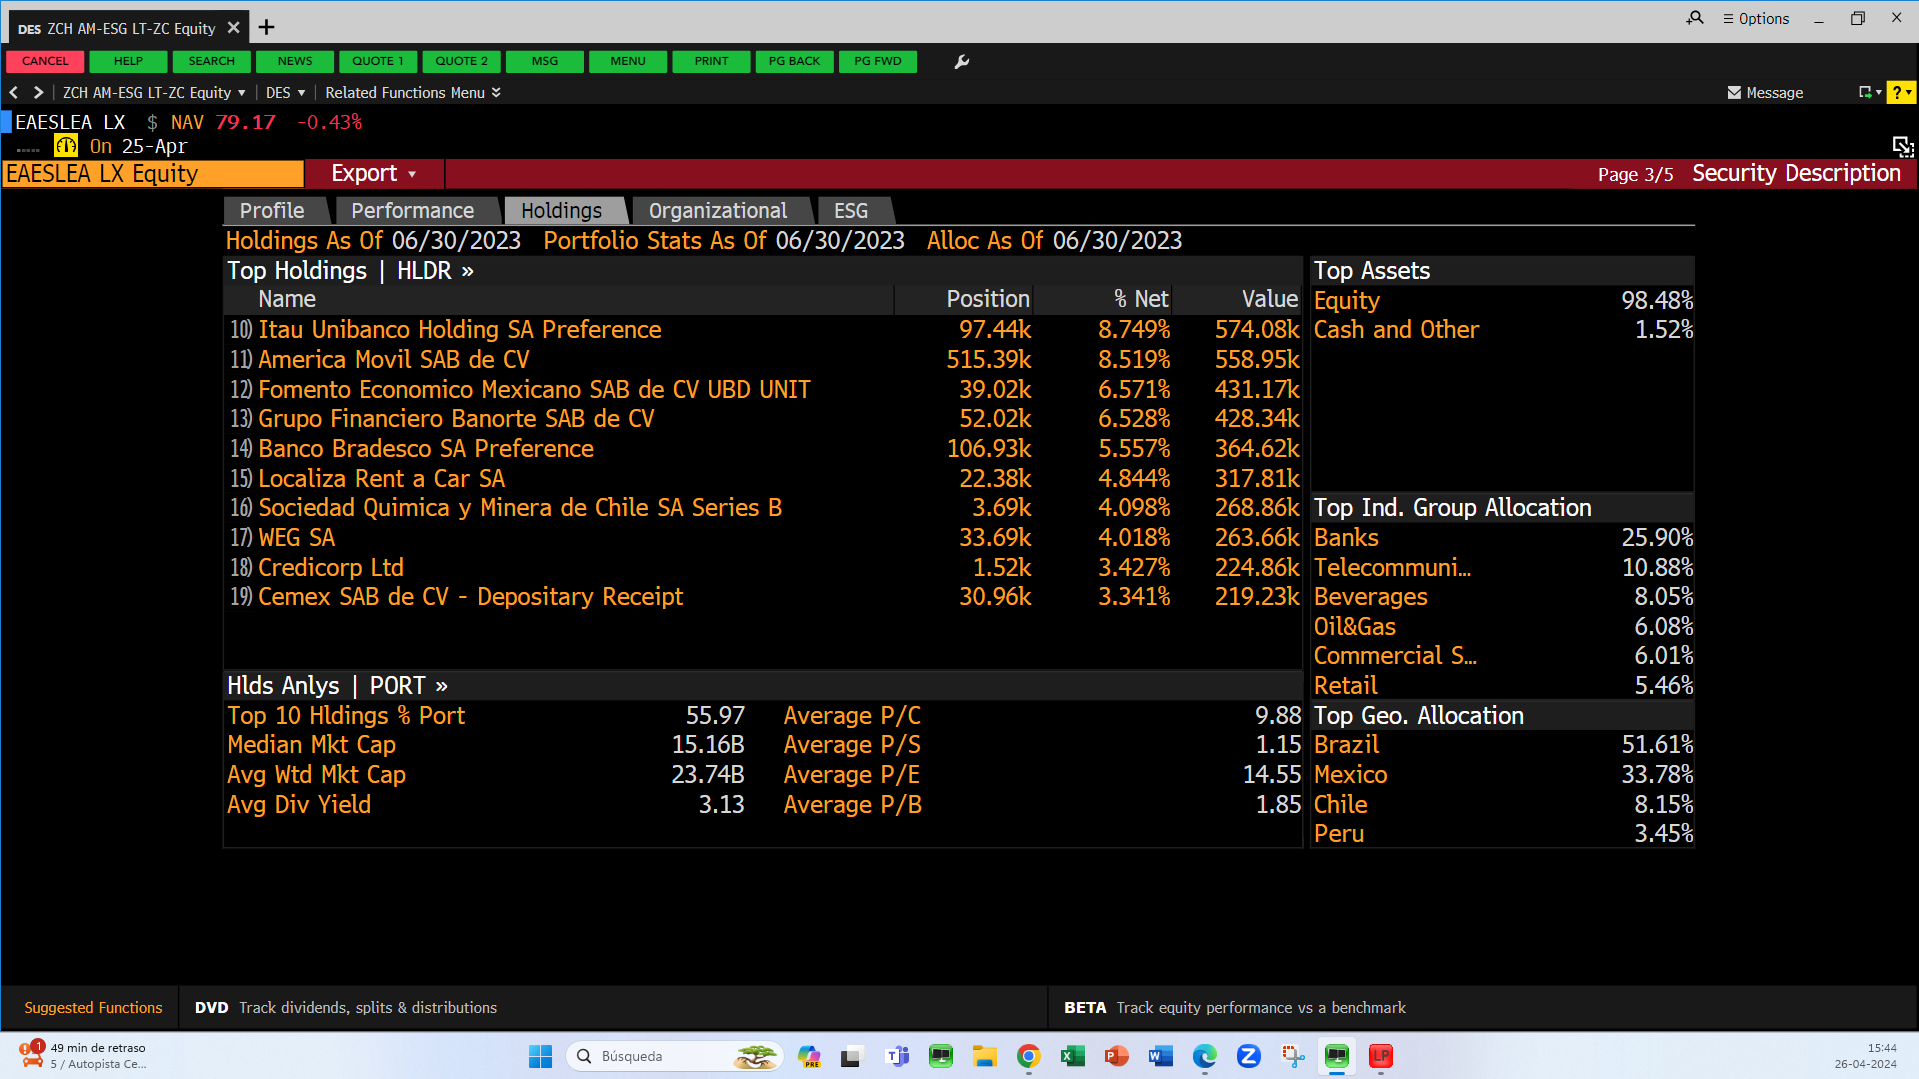 DES ZCH AM-ESG LT-ZC Equity
Options
CANCEL HELP SEARCH NEWS QUOTE 1 QUOTE 2 MSG MENU PRINT PG BACK PG FWD
ZCH AM-ESG LT-ZC Equity DES Related Functions Menu Message ?
EAESLEA LX $ NAV 79.17 -0.43%
On 25-Apr
EAESLEA LX Equity Export Page 3/5 Security Description
Profile Performance Holdings Organizational ESG
Holdings As Of 06/30/2023 Portfolio Stats As Of 06/30/2023 Alloc As Of 06/30/2023
Top Holdings | HLDR »
Name Position % Net Value
10) Itau Unibanco Holding SA Preference 97.44k 8.749% 574.08k
11) America Movil SAB de CV 515.39k 8.519% 558.95k
12) Fomento Economico Mexicano SAB de CV UBD UNIT 39.02k 6.571% 431.17k
13) Grupo Financiero Banorte SAB de CV 52.02k 6.528% 428.34k
14) Banco Bradesco SA Preference 106.93k 5.557% 364.62k
15) Localiza Rent a Car SA 22.38k 4.844% 317.81k
16) Sociedad Quimica y Minera de Chile SA Series B 3.69k 4.098% 268.86k
17) WEG SA 33.69k 4.018% 263.66k
18) Credicorp Ltd 1.52k 3.427% 224.86k
19) Cemex SAB de CV - Depositary Receipt 30.96k 3.341% 219.23k
Hlds Anlys | PORT »
Top 10 Hldings % Port 55.97 Average P/C 9.88
Median Mkt Cap 15.16B Average P/S 1.15
Avg Wtd Mkt Cap 23.74B Average P/E 14.55
Avg Div Yield 3.13 Average P/B 1.85
Top Assets
Equity 98.48%
Cash and Other 1.52%
Top Ind. Group Allocation
Banks 25.90%
Telecommuni... 10.88%
Beverages 8.05%
Oil&Gas 6.08%
Commercial S... 6.01%
Retail 5.46%
Top Geo. Allocation
Brazil 51.61%
Mexico 33.78%
Chile 8.15%
Peru 3.45%
Suggested Functions DVD Track dividends, splits & distributions BETA Track equity performance vs a benchmark
1 49 min de retraso
5 / Autopista Ce...
Búsqueda
PRE
LP
15:44
26-04-2024